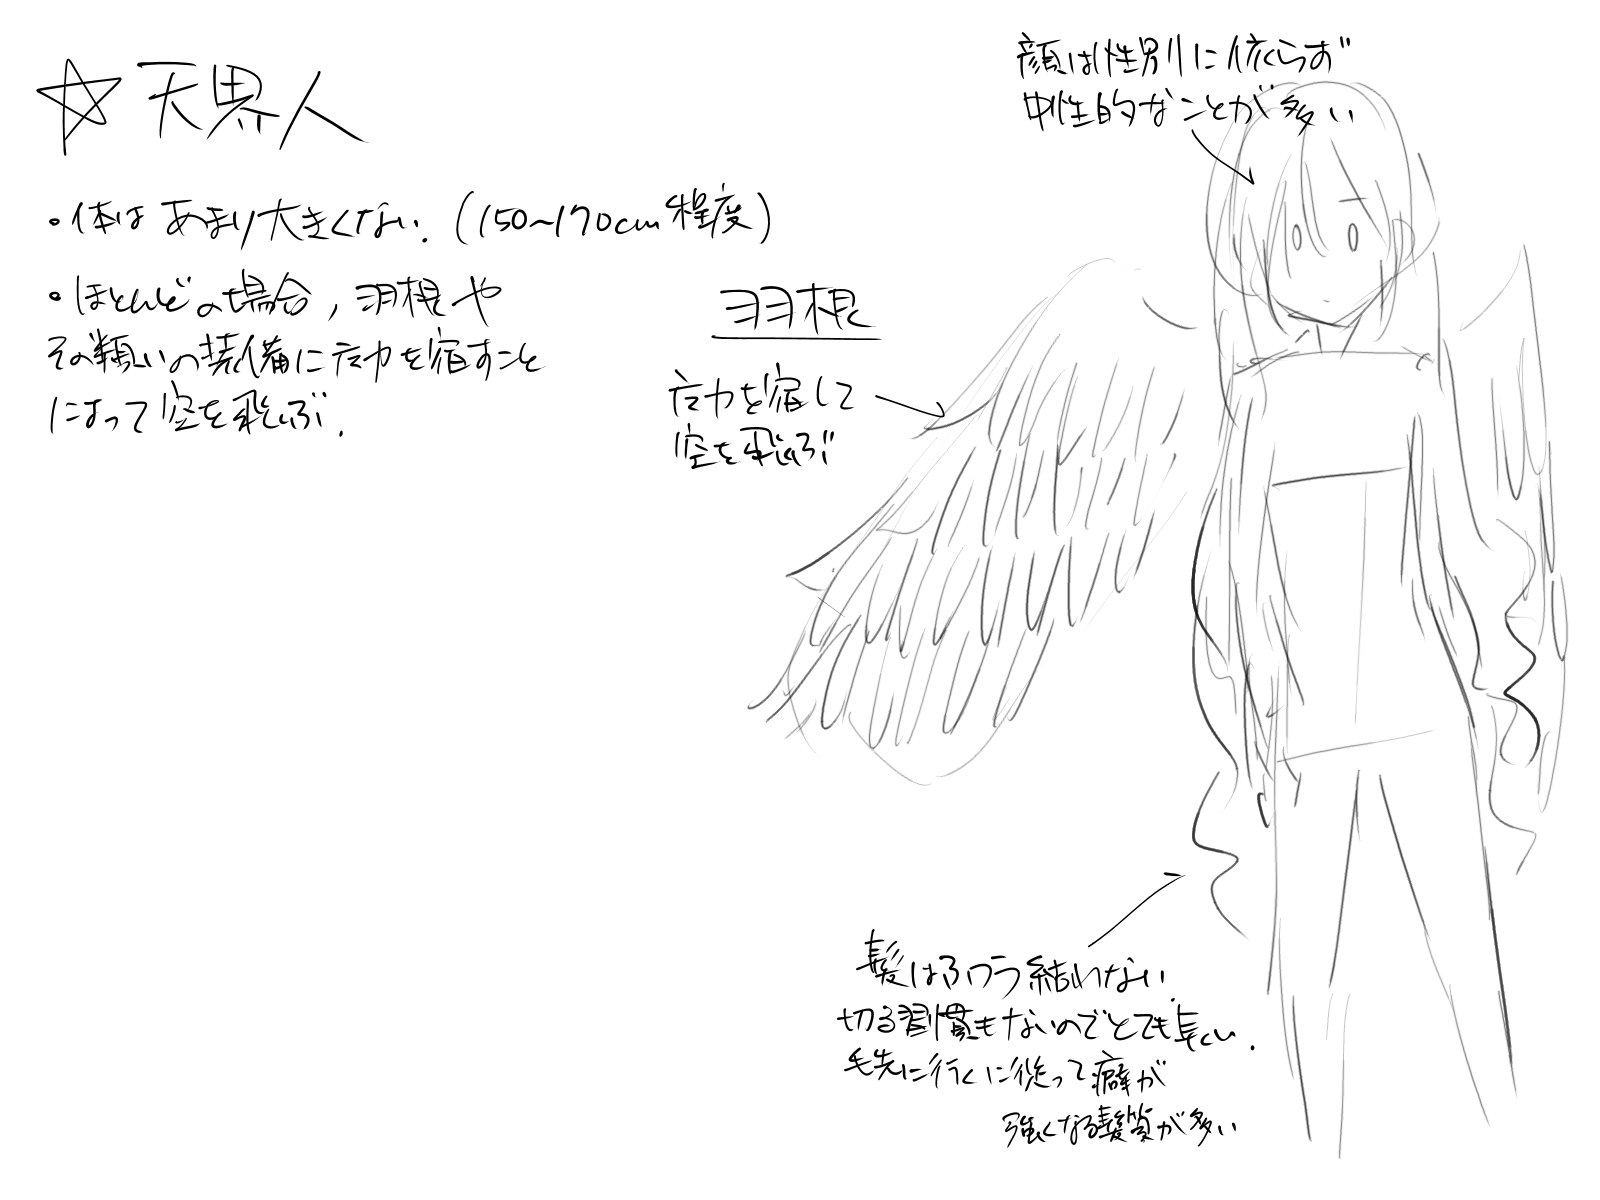 ☆天界人
・体はあまり大きくない.(150~170cm程度)
・ほとんどの場合,羽根や
その類いの装備に力を宿すこと
によって空を飛ぶ.
羽根
力を宿して
空を飛ぶ
顔は性別に依らず
中性的なことが多い
髪はふつう結わない.
切る習慣もないのでとても長い.
毛先に行くに従って癖が
強くなる髪質が多い